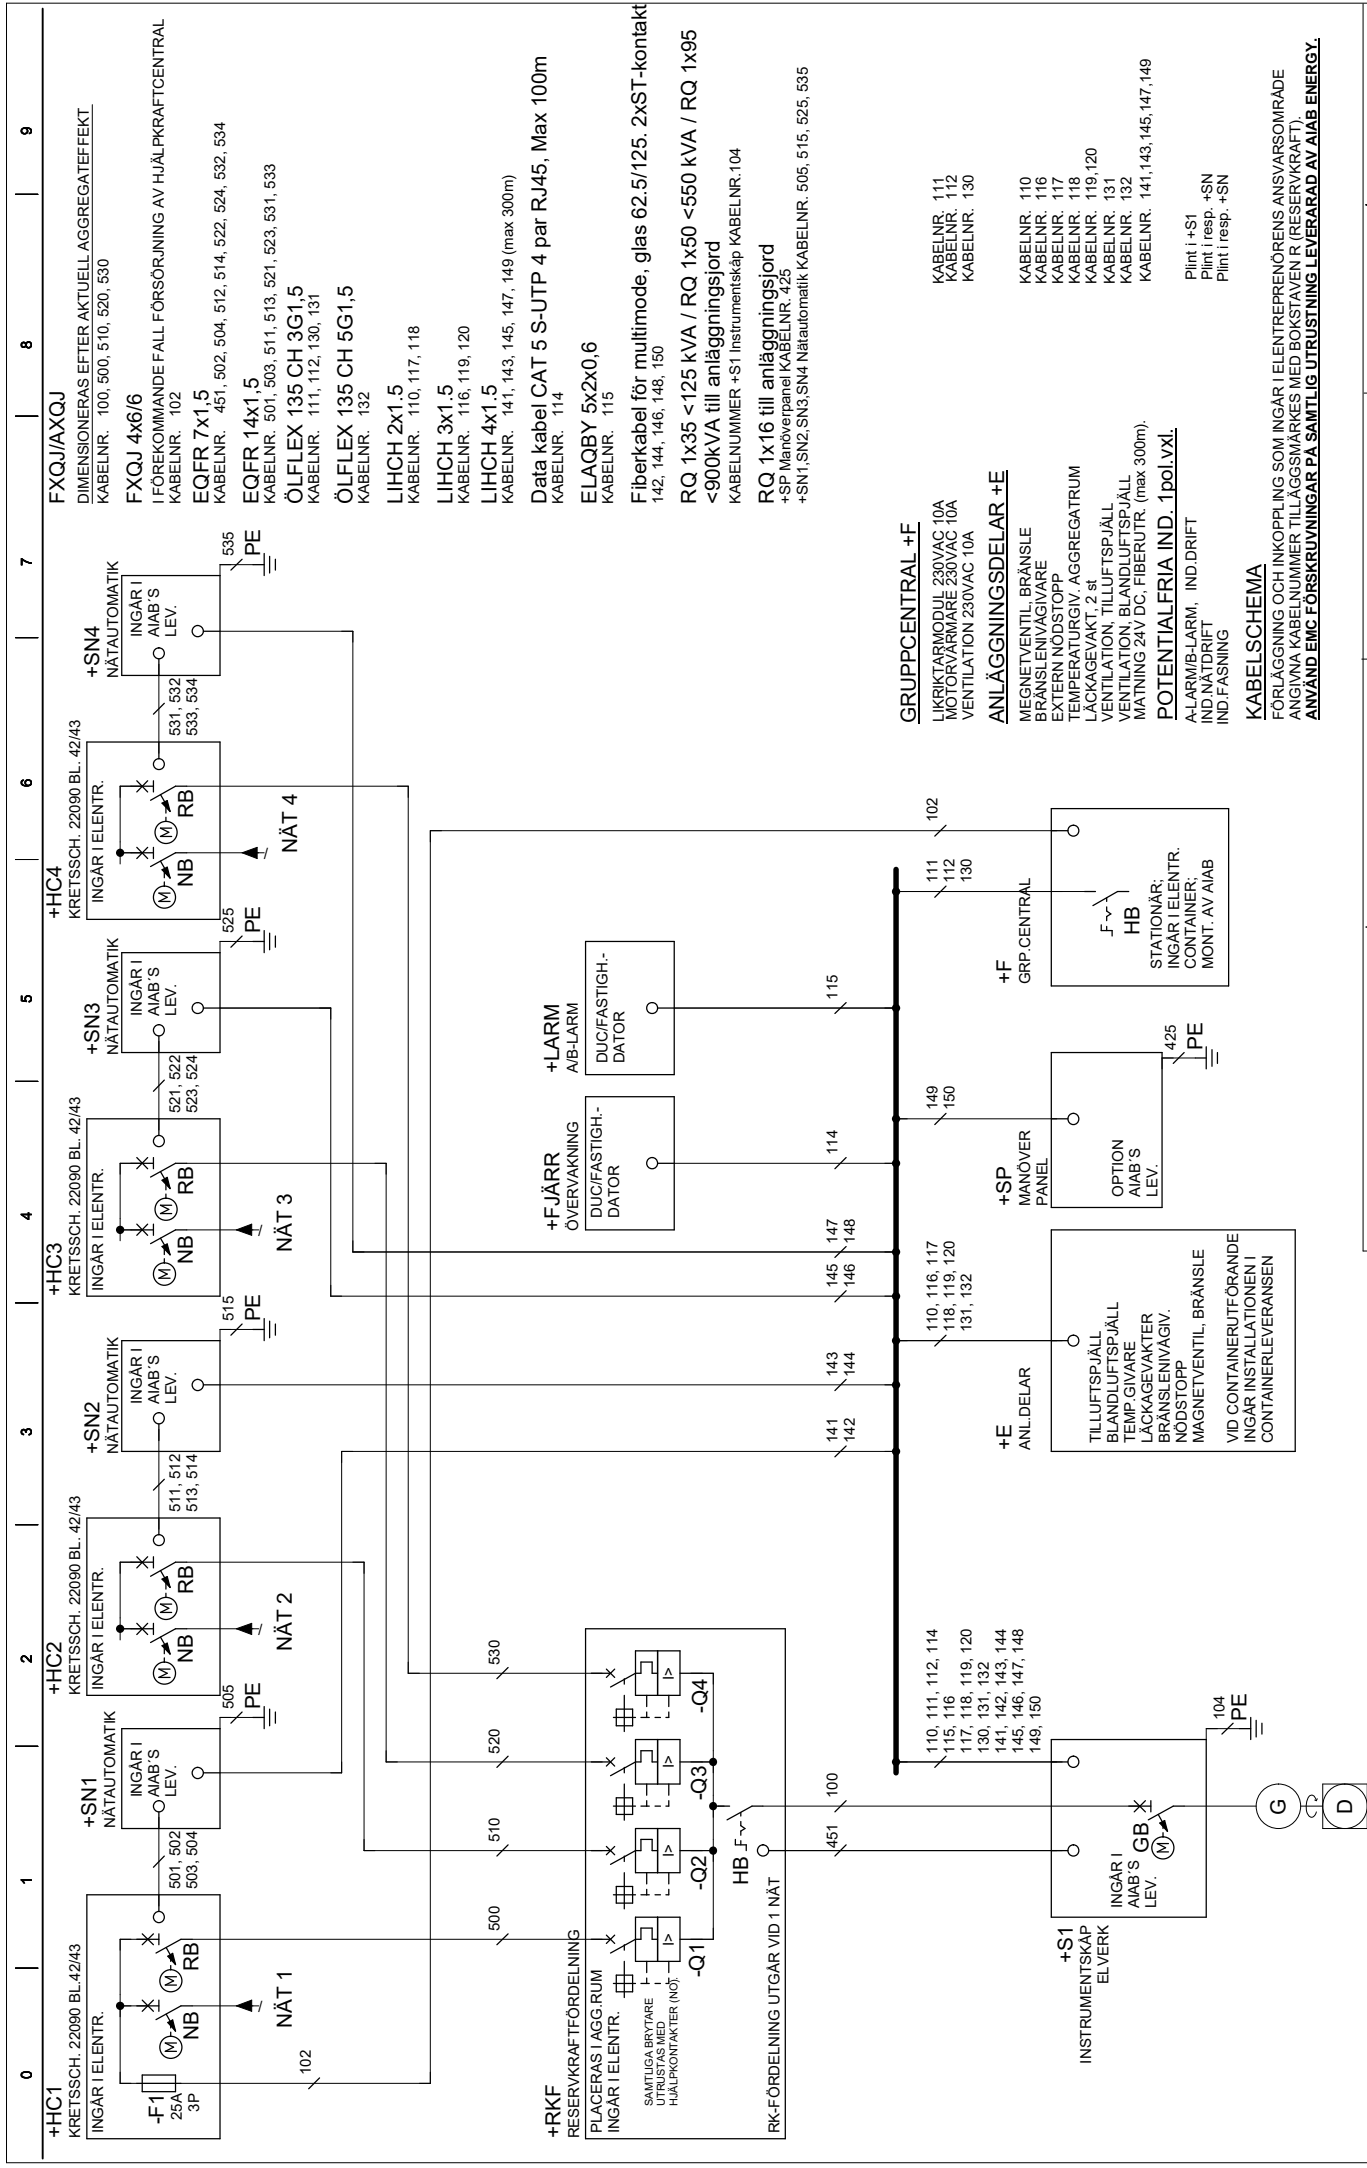 0 1 2 3 4 5 6 7 8 9
+HC1
KRETSSCH. 22090 BL.42/43
INGÅR I ELENTR.
-F1
25A
3P
M
NB
M
RB
NÄT 1
102
501, 502
503, 504
+SN1
NÄTAUTOMATIK
INGÅR I
AIAB'S
LEV.
505
PE
+HC2
KRETSSCH. 22090 BL. 42/43
INGÅR I ELENTR.
M
NB
M
RB
NÄT 2
511, 512
513, 514
+SN2
NÄTAUTOMATIK
INGÅR I
AIAB'S
LEV.
515
PE
+HC3
KRETSSCH. 22090 BL. 42/43
INGÅR I ELENTR.
M
NB
M
RB
NÄT 3
521, 522
523, 524
+SN3
NÄTAUTOMATIK
INGÅR I
AIAB'S
LEV.
525
PE
+HC4
KRETSSCH. 22090 BL. 42/43
INGÅR I ELENTR.
M
NB
M
RB
NÄT 4
531, 532
533, 534
+SN4
NÄTAUTOMATIK
INGÅR I
AIAB'S
LEV.
535
PE
500
510
520
530
+RKF
RESERVKRAFTFÖRDELNING
PLACERAS I AGG.RUM
INGÅR I ELENTR.
SAMTLIGA BRYTARE
UTRUSTAS MED
HJÄLPKONTAKTER (NO).
I>
-Q1
I>
-Q2
I>
-Q3
I>
-Q4
HB
RK-FÖRDELNING UTGÅR VID 1 NÄT
451
100
+S1
INSTRUMENTSKÅP
ELVERK
INGÅR I
AIAB'S
LEV.
GB
M
104
PE
G
D
110, 111, 112, 114
115, 116
117, 118, 119, 120
130, 131, 132
141, 142, 143, 144
145, 146, 147, 148
149, 150
141
142
143
144
145
146
147
148
+FJÄRR
ÖVERVAKNING
DUC/FASTIGH.-
DATOR
114
+LARM
A/B-LARM
DUC/FASTIGH.-
DATOR
115
110, 116, 117
118, 119, 120
131, 132
+E
ANL.DELAR
TILLUFTSPJÄLL
BLANDLUFTSPJÄLL
TEMP.GIVARE
LÄCKAGEVAKTER
BRÄNSLENIVÅGIV.
NÖDSTOPP
MAGNETVENTIL, BRÄNSLE
VID CONTAINERUTFÖRANDE
INGÅR INSTALLATIONEN I
CONTAINERLEVERANSEN
149
150
+SP
MANÖVER
PANEL
OPTION
AIAB'S
LEV.
425
PE
111
112
130
102
+F
GRP.CENTRAL
HB
STATIONÄR;
INGÅR I ELENTR.
CONTAINER;
MONT. AV AIAB
FXQJ/AXQJ
DIMENSIONERAS EFTER AKTUELL AGGREGATEFFEKT
KABELNR. 100, 500, 510, 520, 530
FXQJ 4x6/6
I FÖREKOMMANDE FALL FÖRSÖRJNING AV HJÄLPKRAFTCENTRAL
KABELNR. 102
EQFR 7x1,5
KABELNR. 451, 502, 504, 512, 514, 522, 524, 532, 534
EQFR 14x1,5
KABELNR. 501, 503, 511, 513, 521, 523, 531, 533
ÖLFLEX 135 CH 3G1,5
KABELNR. 111, 112, 130, 131
ÖLFLEX 135 CH 5G1,5
KABELNR. 132
LIHCH 2x1.5
KABELNR. 110, 117, 118
LIHCH 3x1.5
KABELNR. 116, 119, 120
LIHCH 4x1.5
KABELNR. 141, 143, 145, 147, 149 (max 300m)
Data kabel CAT 5 S-UTP 4 par RJ45, Max 100m
KABELNR. 114
ELAQBY 5x2x0,6
KABELNR. 115
Fiberkabel för multimode, glas 62.5/125. 2xST-kontakt
142, 144, 146, 148, 150
RQ 1x35 <125 kVA / RQ 1x50 <550 kVA / RQ 1x95
<900kVA till anläggningsjord
KABELNUMMER +S1 Instrumentskåp KABELNR.104
RQ 1x16 till anläggningsjord
+SP Manöverpanel KABELNR. 425
+SN1,SN2,SN3,SN4 Nätautomatik KABELNR. 505, 515, 525, 535
GRUPPCENTRAL +F
LIKRIKTARMODUL 230VAC 10A KABELNR. 111
MOTORVÄRMARE 230VAC 10A KABELNR. 112
VENTILATION 230VAC 10A KABELNR. 130
ANLÄGGNINGSDELAR +E
MEGNETVENTIL, BRÄNSLE KABELNR. 110
BRÄNSLENIVÅGIVARE KABELNR. 116
EXTERN NÖDSTOPP KABELNR. 117
TEMPERATURGIV. AGGREGATRUM KABELNR. 118
LÄCKAGEVAKT, 2 st KABELNR. 119,120
VENTILATION, TILLUFTSPJÄLL KABELNR. 131
VENTILATION, BLANDLUFTSPJÄLL KABELNR. 132
MATNING 24V DC, FIBERUTR. (max 300m). KABELNR. 141,143,145,147,149
POTENTIALFRIA IND. 1pol.vxl.
A-LARM/B-LARM, IND.DRIFT Plint i +S1
IND.NÄTDRIFT Plint i resp. +SN
IND.FASNING Plint i resp. +SN
KABELSCHEMA
FÖRLÄGGNING OCH INKOPPLING SOM INGÅR I ELENTREPRENÖRENS ANSVARSOMRÅDE
ANGIVNA KABELNUMMER TILLÄGGSMÄRKES MED BOKSTAVEN R (RESERVKRAFT).
ANVÄND EMC FÖRSKRUVNINGAR PÅ SAMTLIG UTRUSTNING LEVERARAD AV AIAB ENERGY.